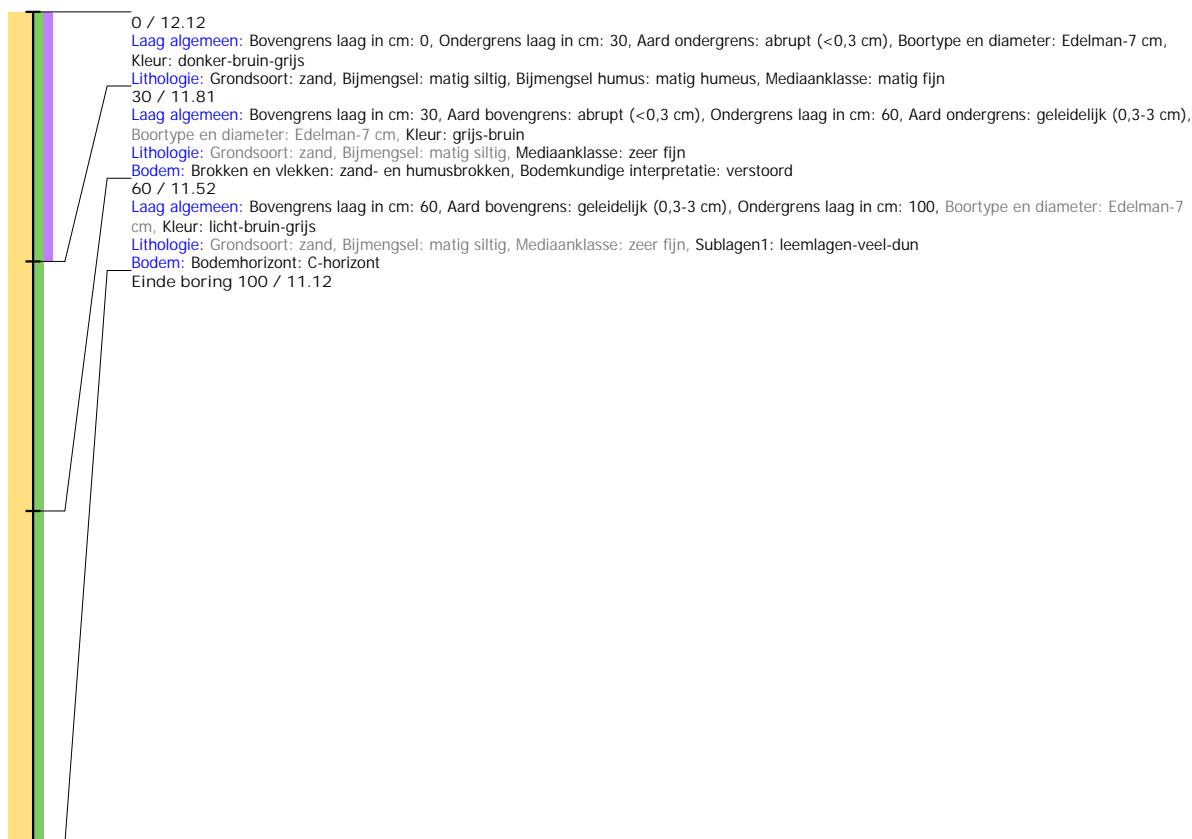 0 / 12.12
Laag algemeen: Bovengrens laag in cm: 0, Ondergrens laag in cm: 30, Aard ondergrens: abrupt (<0,3 cm), Boortype en diameter: Edelman-7 cm,
Kleur: donker-bruin-grijs
Lithologie: Grondsoort: zand, Bijmengsel: matig siltig, Bijmengsel humus: matig humeus, Mediaanklasse: matig fijn
30 / 11.81
Laag algemeen: Bovengrens laag in cm: 30, Aard bovengrens: abrupt (<0,3 cm), Ondergrens laag in cm: 60, Aard ondergrens: geleidelijk (0,3-3 cm),
Boortype en diameter: Edelman-7 cm, Kleur: grijs-bruin
Lithologie: Grondsoort: zand, Bijmengsel: matig siltig, Mediaanklasse: zeer fijn
Bodem: Brokken en vlekken: zand- en humusbrokken, Bodemkundige interpretatie: verstoord
60 / 11.52
Laag algemeen: Bovengrens laag in cm: 60, Aard bovengrens: geleidelijk (0,3-3 cm), Ondergrens laag in cm: 100, Boortype en diameter: Edelman-7
cm, Kleur: licht-bruin-grijs
Lithologie: Grondsoort: zand, Bijmengsel: matig siltig, Mediaanklasse: zeer fijn, Sublagen1: leemlagen-veel-dun
Bodem: Bodemhorizont: C-horizont
Einde boring 100 / 11.12